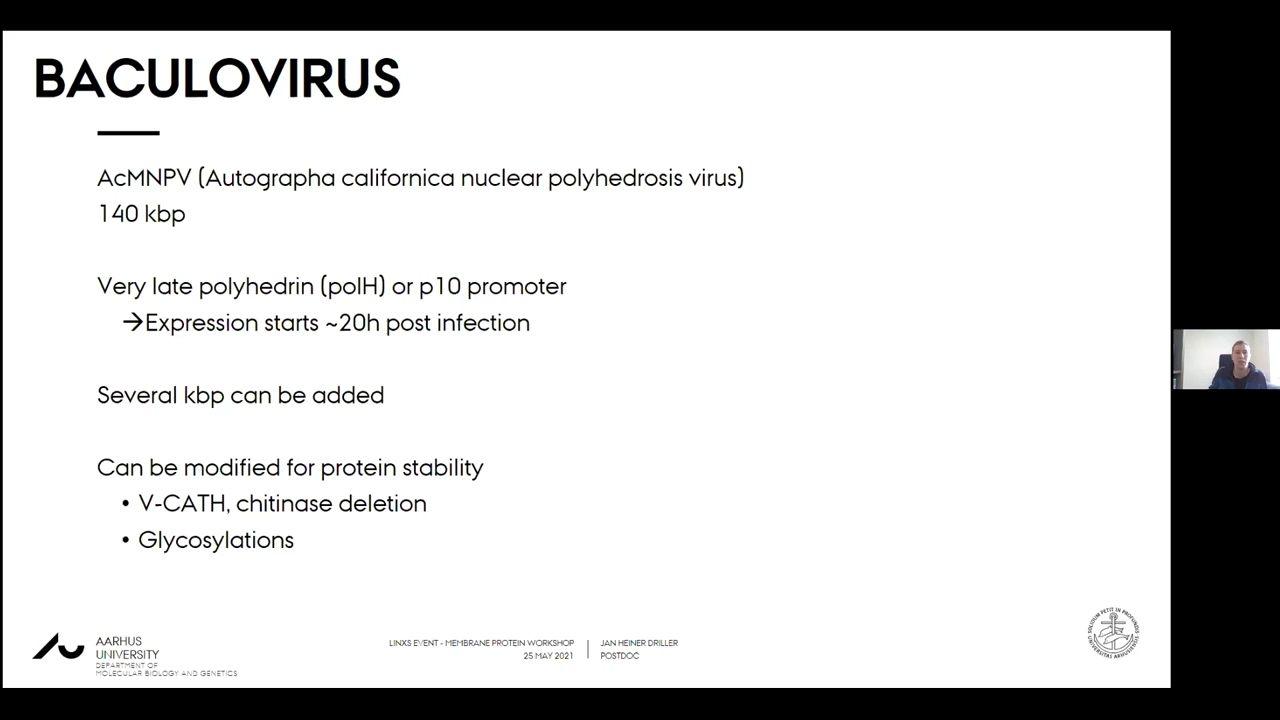 BACULOVIRUS
AcMNPV (Autographa californica nuclear polyhedrosis virus)
140 kbp
Very late polyhedrin (polH) or p10 promoter
→Expression starts ~20h post infection
Several kbp can be added
Can be modified for protein stability
• V-CATH, chitinase deletion
• Glycosylations
AARHUS
UNIVERSITY
DEPARTMENT OF
MOLECULAR BIOLOGY AND GENETICS
LINXS EVENT - MEMBRANE PROTEIN WORKSHOP
25 MAY 2021
JAN HEINER DRILLER
POSTDOC